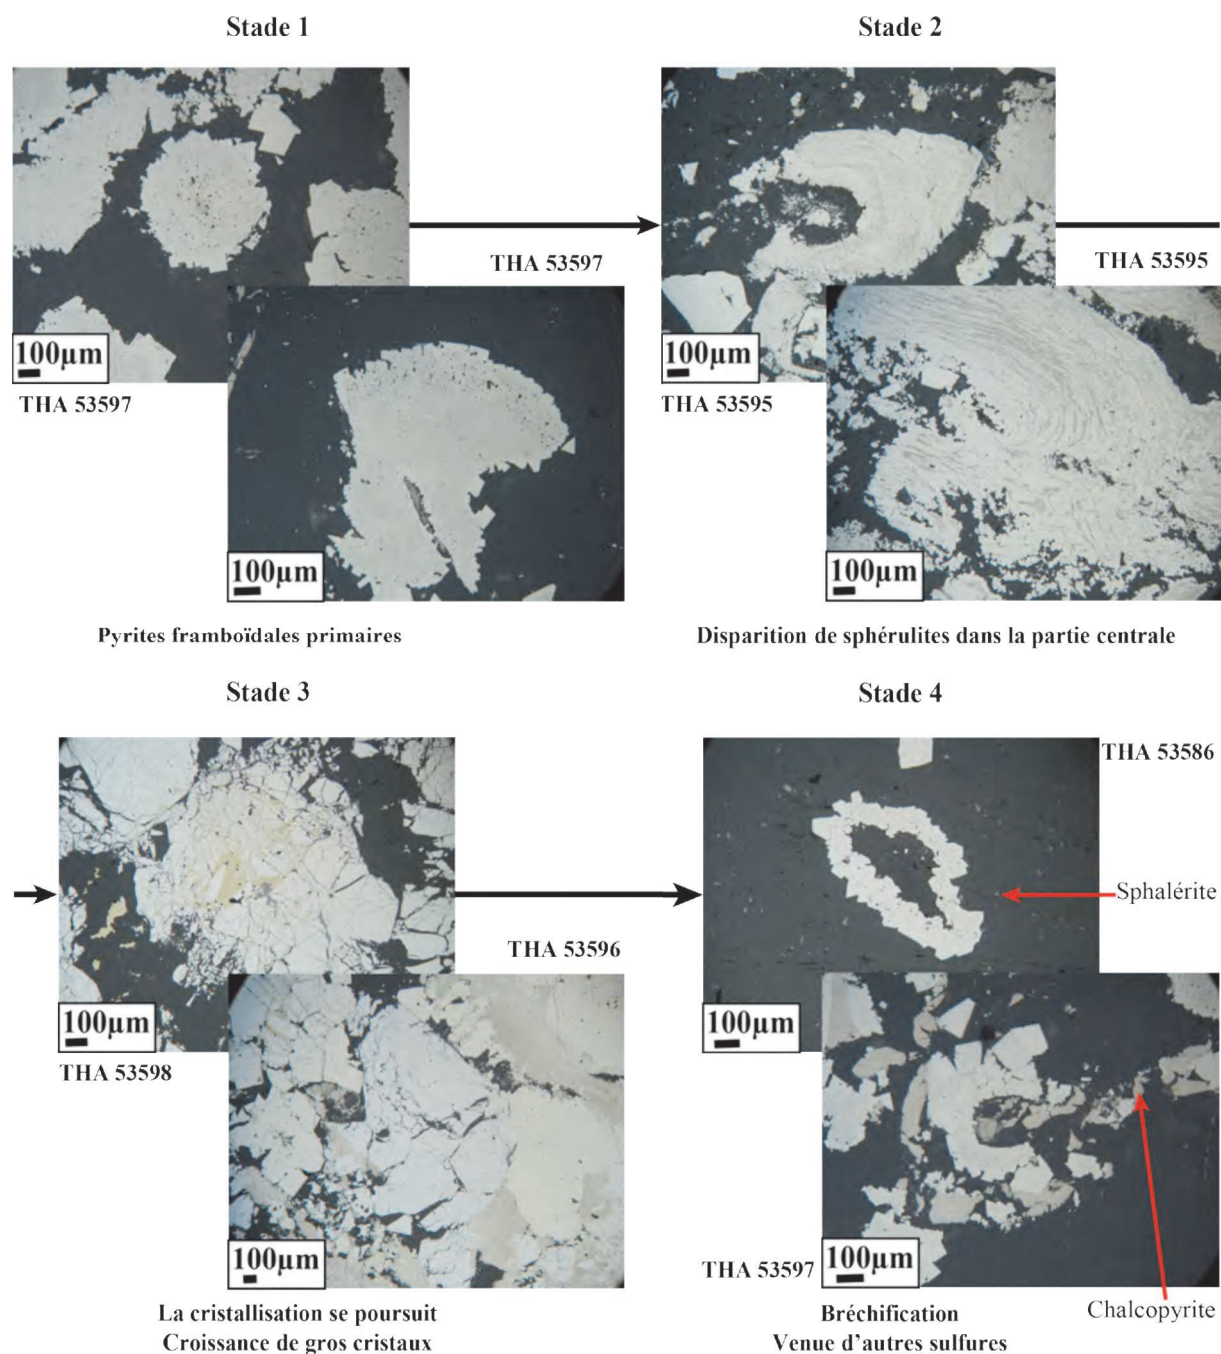 Stade 1
Stade 2
THA 53597
THA 53595
100µm
100µm
THA 53597
THA 53595
100µm
100µm
Pyrites framboïdales primaires
Disparition de sphérulites dans la partie centrale
Stade 3
Stade 4
THA 53586
Sphalérite
THA 53596
100µm
100µm
THA 53598
THA 53597
100µm
100µm
Chalcopyrite
La cristallisation se poursuit
Croissance de gros cristaux
Bréchification
Venue d'autres sulfures